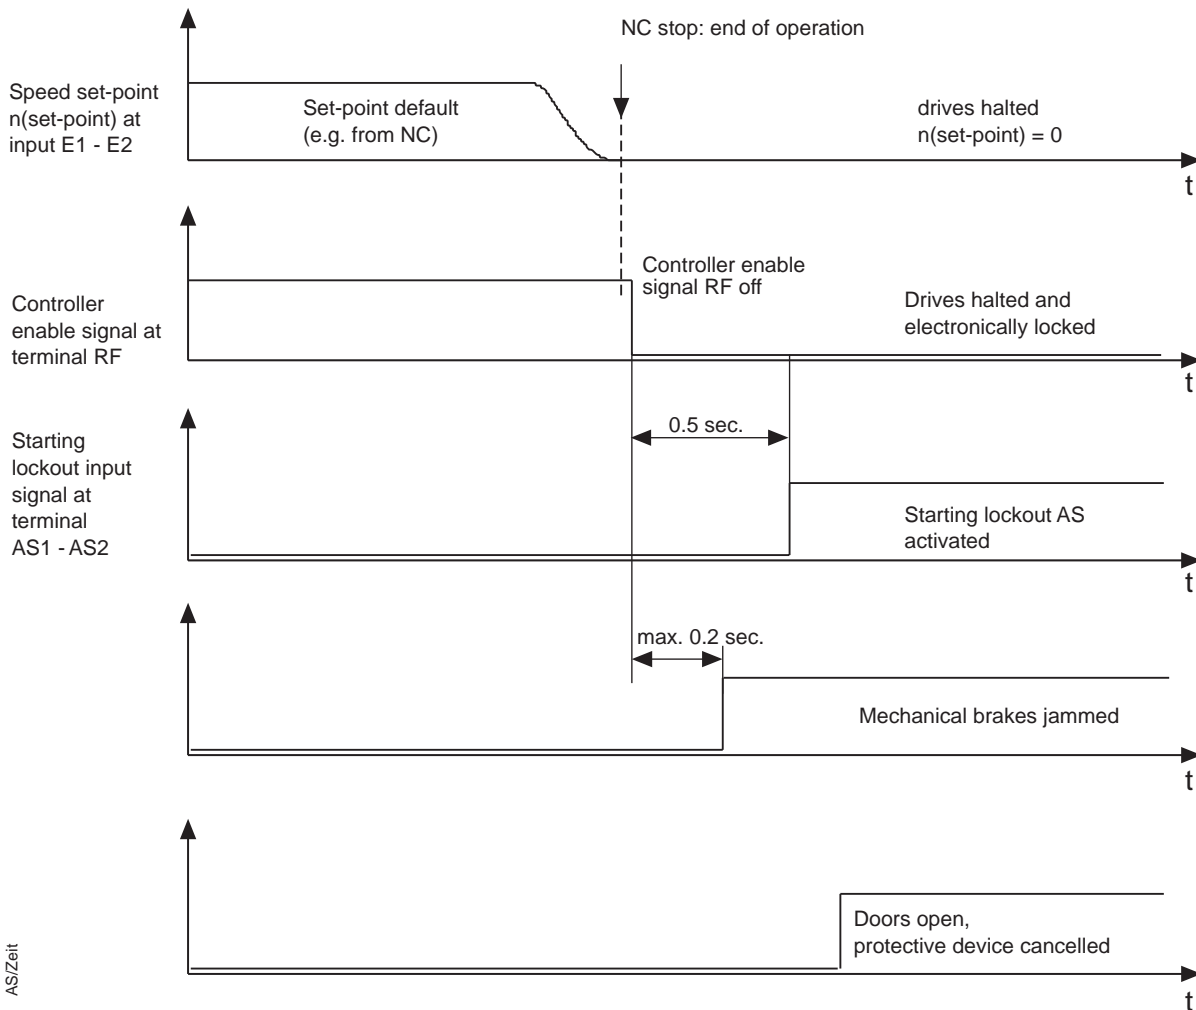 NC stop: end of operation
Speed set-point
n(set-point) at
input E1 - E2
Set-point default
(e.g. from NC)
drives halted
n(set-point) = 0
t
Controller
enable signal at
terminal RF
Controller enable
signal RF off
Drives halted and
electronically locked
t
0.5 sec.
Starting
lockout input
signal at
terminal
AS1 - AS2
Starting lockout AS
activated
t
max. 0.2 sec.
Mechanical brakes jammed
t
Doors open,
protective device cancelled
t
AS/Zeit